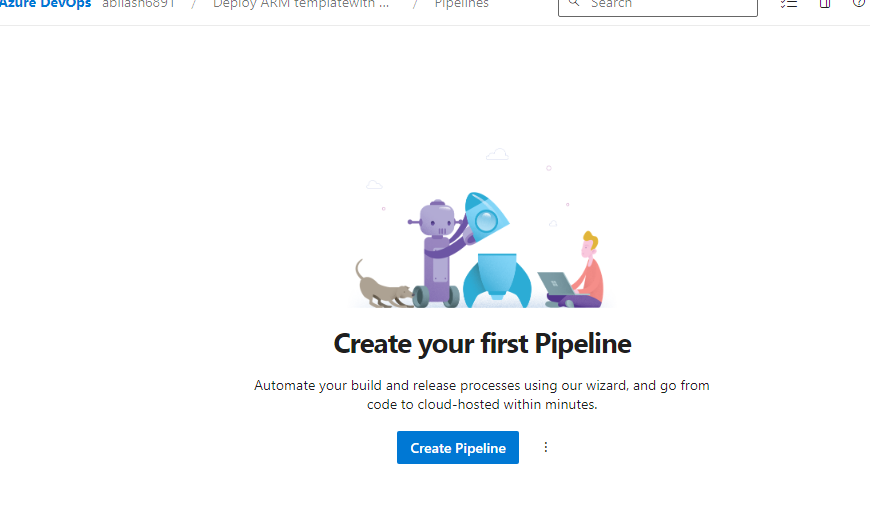 Azure DevOps abilash6891 / Deploy ARM templatewith ... / Pipelines Search
Create your first Pipeline
Automate your build and release processes using our wizard, and go from
code to cloud-hosted within minutes.
Create Pipeline